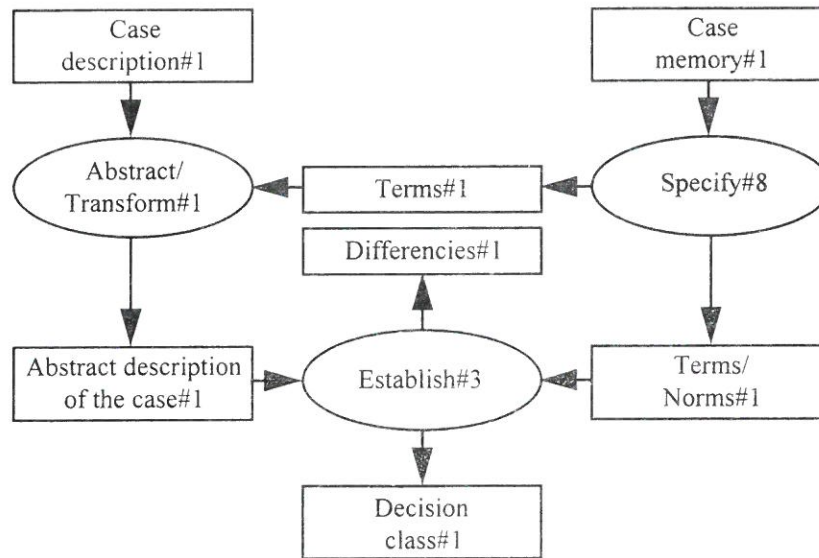 Case
description#1
Case
memory#1
Abstract/
Transform#1
Terms#1
Specify#8
Differencies#1
Abstract description
of the case#1
Establish#3
Terms/
Norms#1
Decision
class#1